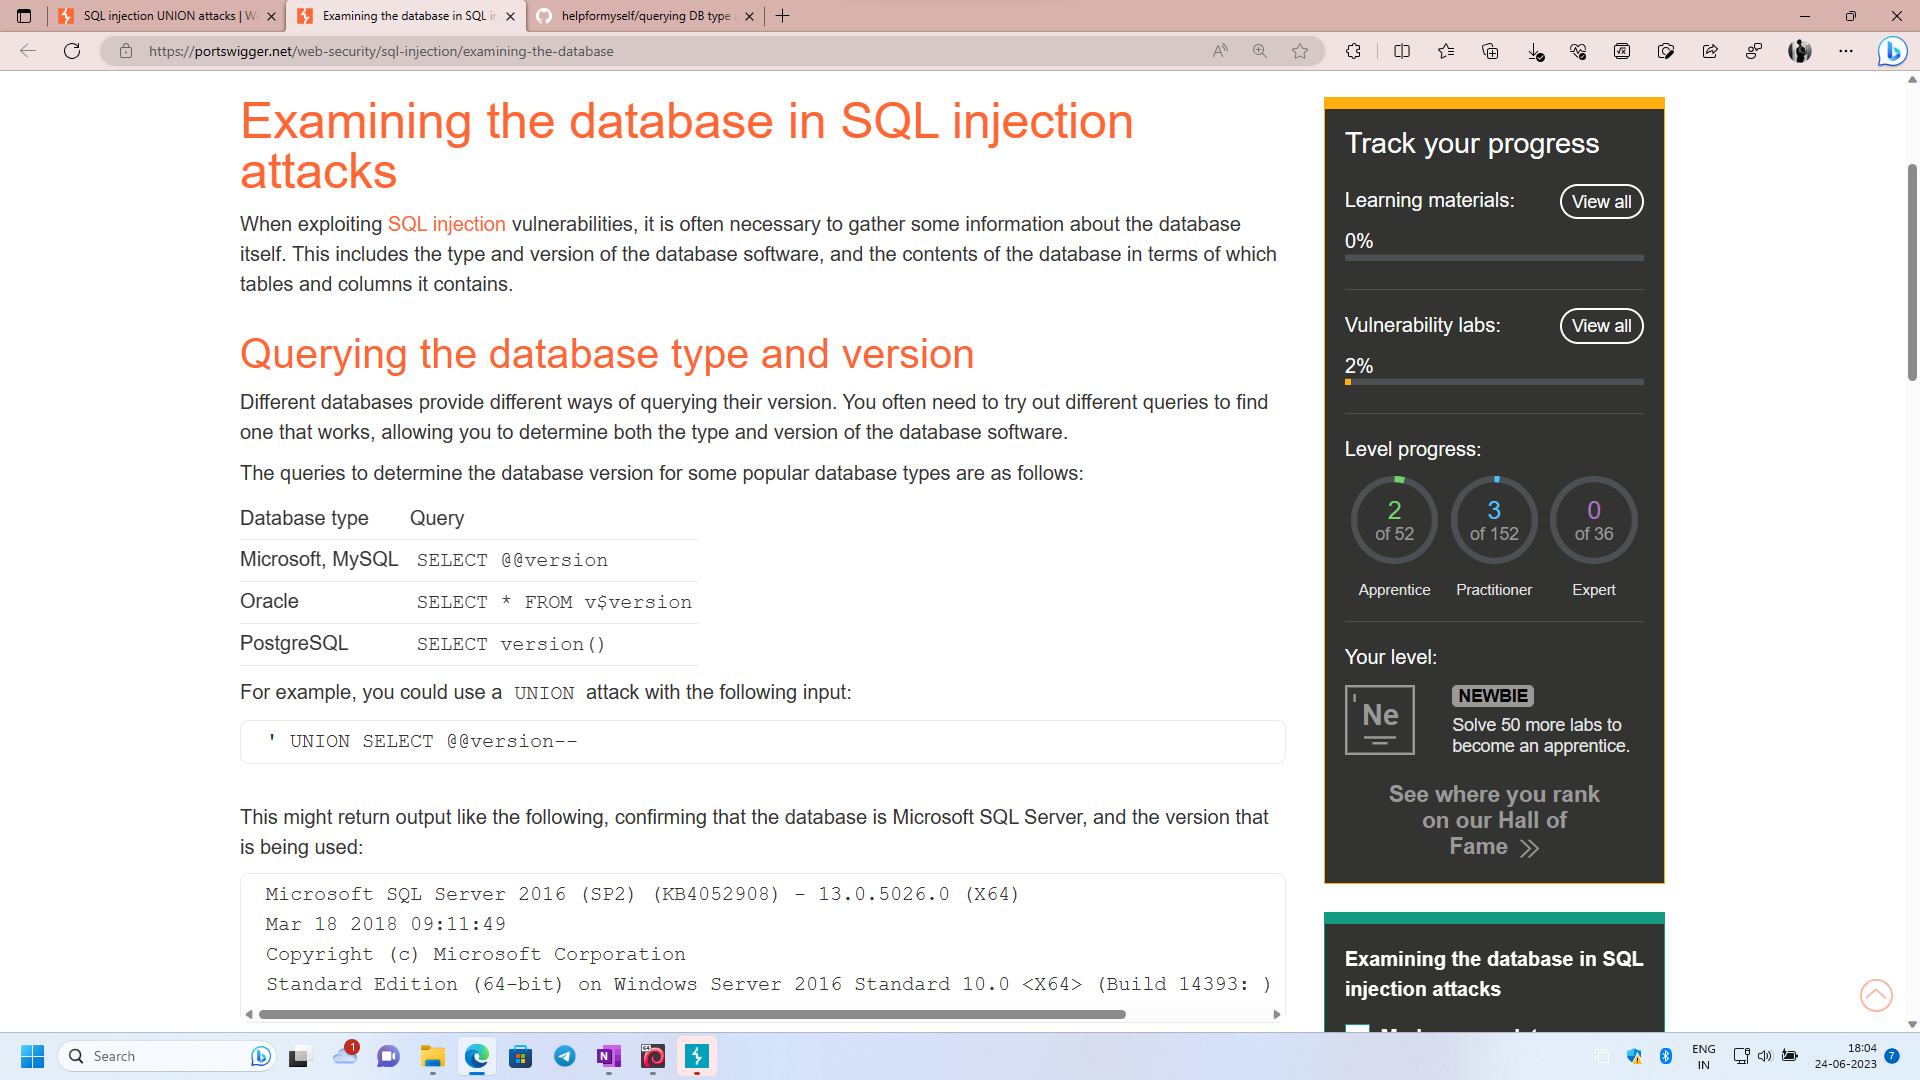 SQL injection UNION attacks | We
Examining the database in SQL in
helpformyself/querying DB type
https://portswigger.net/web-security/sql-injection/examining-the-database
Examining the database in SQL injection
attacks
When exploiting SQL injection vulnerabilities, it is often necessary to gather some information about the database
itself. This includes the type and version of the database software, and the contents of the database in terms of which
tables and columns it contains.
Querying the database type and version
Different databases provide different ways of querying their version. You often need to try out different queries to find
one that works, allowing you to determine both the type and version of the database software.
The queries to determine the database version for some popular database types are as follows:
Database type Query
Microsoft, MySQL SELECT @@version
Oracle SELECT * FROM v$version
PostgreSQL SELECT version()
For example, you could use a UNION attack with the following input:
' UNION SELECT @@version--
This might return output like the following, confirming that the database is Microsoft SQL Server, and the version that
is being used:
Microsoft SQL Server 2016 (SP2) (KB4052908) - 13.0.5026.0 (X64)
Mar 18 2018 09:11:49
Copyright (c) Microsoft Corporation
Standard Edition (64-bit) on Windows Server 2016 Standard 10.0 <X64> (Build 14393: )
Track your progress
Learning materials: View all
0%
Vulnerability labs: View all
2%
Level progress:
2 3 0
of 52 of 152 of 36
Apprentice Practitioner Expert
Your level:
Ne
NEWBIE
Solve 50 more labs to
become an apprentice.
See where you rank
on our Hall of
Fame
Examining the database in SQL
injection attacks
Search
1
ENG
IN
18:04
24-06-2023
7